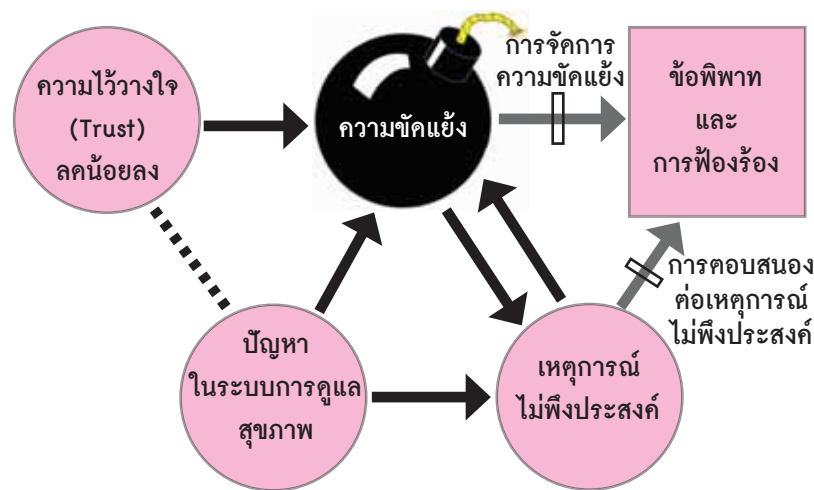 ความไว้วางใจ
(Trust)
ลดน้อยลง
ความขัดแย้ง
การจัดการ
ความขัดแย้ง
ข้อพิพาท
และ
การฟ้องร้อง
ปัญหา
ในระบบการดูแล
สุขภาพ
เหตุการณ์
ไม่พึงประสงค์
การตอบสนอง
ต่อเหตุการณ์
ไม่พึงประสงค์